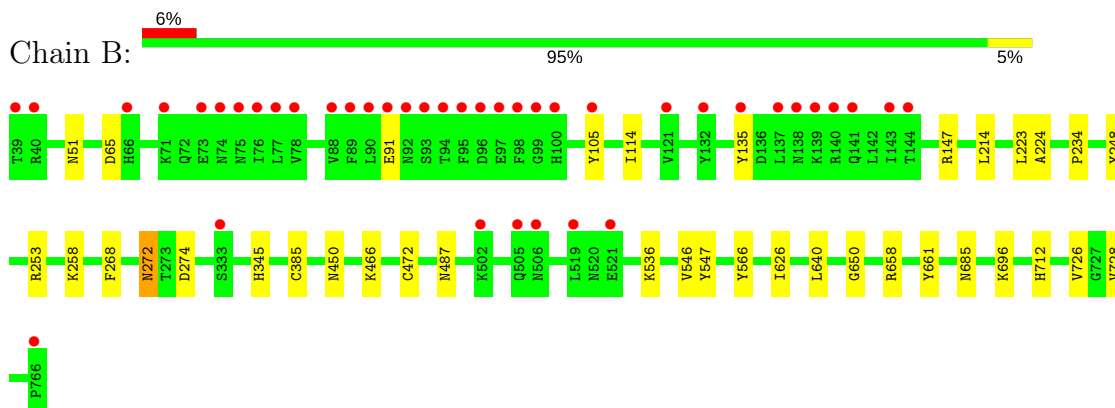 6%
Chain B:
95% 5%
T39 R40 N51 D65 H66 K71 Q72 E73 N74 N75 I76 L77 V78 V88 F89 L90 E91 N92 S93 T94 F95 D96 E97 F98 G99 H100 Y105 I114 V121 Y132 Y135 D136 L137 N138 K139 R140 Q141 L142 I143 T144 R147 L214 L223 A224 P234 Y248
R253 K258 F268 N272 T273 D274 S333 H345 C385 N450 K466 C472 N487 K502 Q505 N506 L519 N520 E521 K536 V546 Y547 Y566 I626 L640 G650 R658 Y661 N685 K696 H712 V726 G727 V728
P766